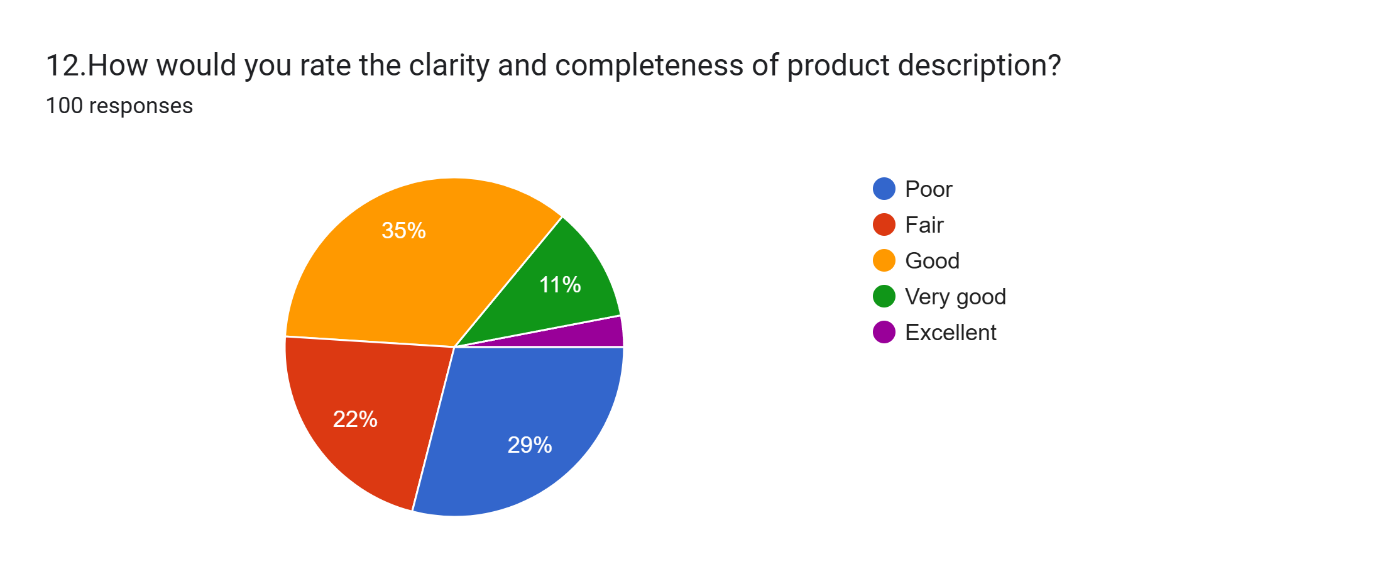 12.How would you rate the clarity and completeness of product description?
100 responses
35%
11%
22%
29%
Poor
Fair
Good
Very good
Excellent